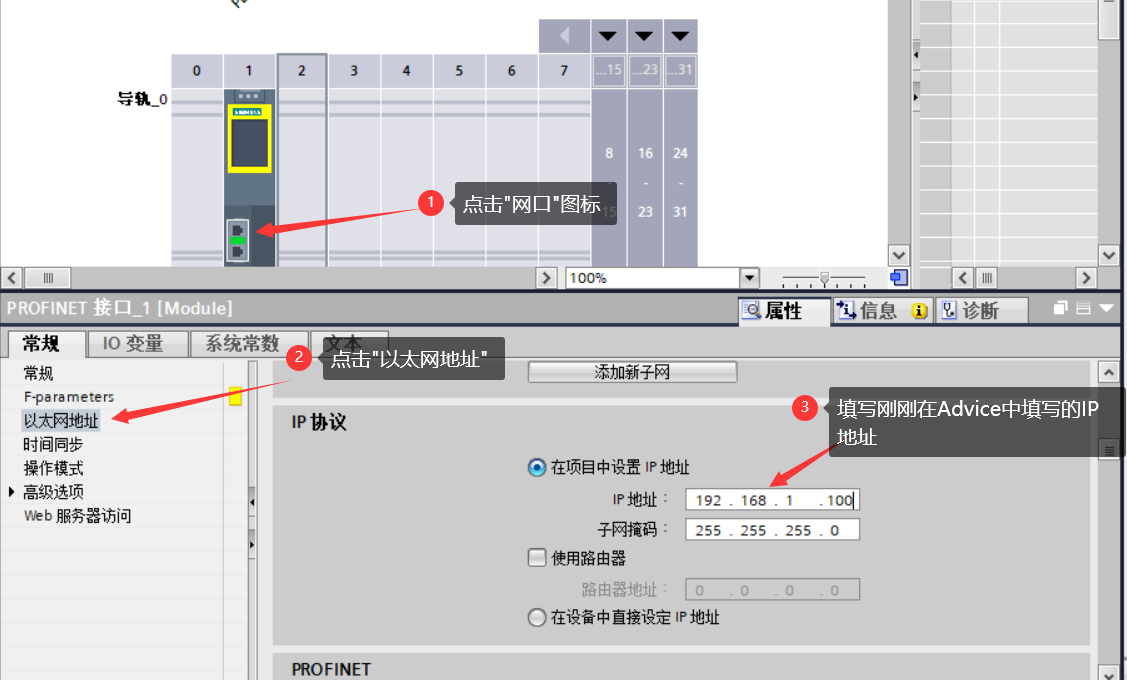 0 1 2 3 4 5 6 7 ...15 ...23 ...31
导轨_0
SIEMENS
8 16 24
- - -
15 23 31
1 点击"网口"图标
100%
PROFINET 接口_1 [Module]
属性 信息 诊断
常规 IO 变量 系统常数 文本
2 点击"以太网地址"
常规
F-parameters
以太网地址
时间同步
操作模式
高级选项
Web 服务器访问
添加新子网
IP 协议
3 填写刚刚在Advice中填写的IP
地址
在项目中设置 IP 地址
IP 地址: 192 . 168 . 1 . 100
子网掩码: 255 . 255 . 255 . 0
使用路由器
路由器地址: 0 . 0 . 0 . 0
在设备中直接设定 IP 地址
PROFINET